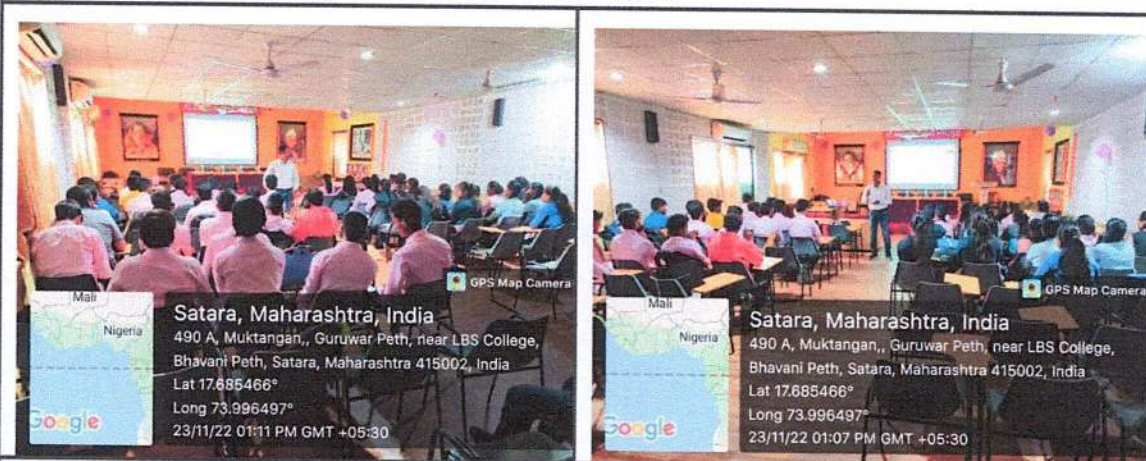 GPS Map Camera
Mali
Nigeria
Google
Satara, Maharashtra, India
490 A, Muktangan,, Guruwar Peth, near LBS College,
Bhavani Peth, Satara, Maharashtra 415002, India
Lat 17.685466°
Long 73.996497°
23/11/22 01:11 PM GMT +05:30
GPS Map Camera
Mali
Nigeria
Google
Satara, Maharashtra, India
490 A, Muktangan,, Guruwar Peth, near LBS College,
Bhavani Peth, Satara, Maharashtra 415002, India
Lat 17.685466°
Long 73.996497°
23/11/22 01:07 PM GMT +05:30